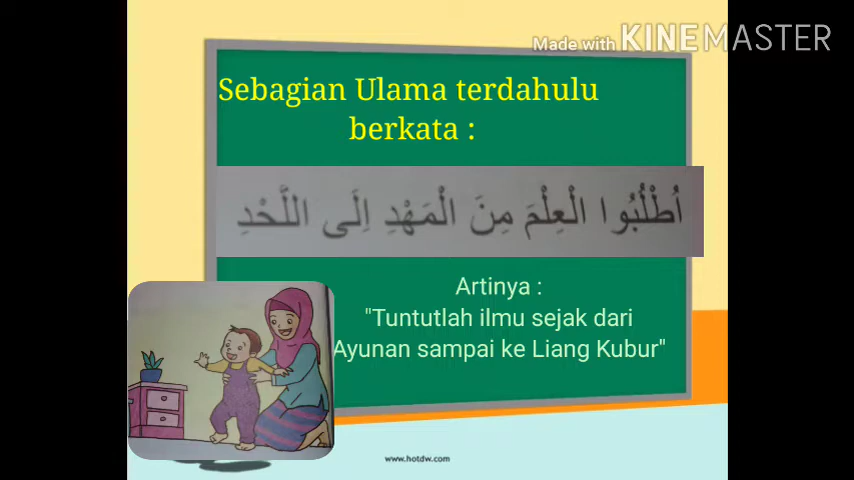 Made with KINEMASTER
Sebagian Ulama terdahulu
berkata :
اُطْلُبُوا الْعِلْمَ مِنَ الْمَهْدِ اِلَى اللَّحْدِ
Artinya :
"Tuntutlah ilmu sejak dari
Ayunan sampai ke Liang Kubur"
www.hotdw.com